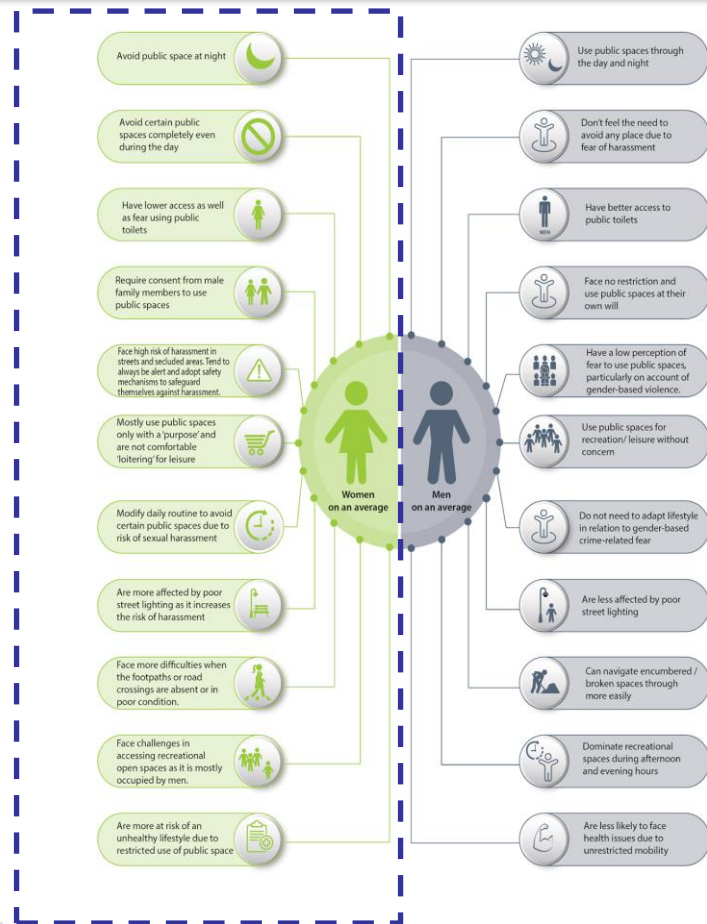 Avoid public space at night
Avoid certain public
spaces completely even
during the day
Have lower access as well
as fear using public
toilets
Require consent from male
family members to use
public spaces
Face high risk of harassment in
streets and secluded areas. Tend to
always be alert and adopt safety
mechanisms to safeguard
themselves against harassment.
Mostly use public spaces
only with a ‘purpose’ and
are not comfortable
‘loitering’ for leisure
Modify daily routine to avoid
certain public spaces due to
risk of sexual harassment
Are more affected by poor
street lighting as it increases
the risk of harassment
Face more difficulties when
the footpaths or road
crossings are absent or in
poor condition.
Face challenges in
accessing recreational
open spaces as it is mostly
occupied by men.
Are more at risk of an
unhealthy lifestyle due to
restricted use of public space
Women
on an average
Men
on an average
Use public spaces through
the day and night
Don’t feel the need to
avoid any place due to
fear of harassment
Have better access to
public toilets
Face no restriction and
use public spaces at their
own will
Have a low perception of
fear to use public spaces,
particularly on account of
gender-based violence.
Use public spaces for
recreation/ leisure without
concern
Do not need to adapt lifestyle
in relation to gender-based
crime-related fear
Are less affected by poor
street lighting
Can navigate encumbered /
broken spaces through
more easily
Dominate recreational
spaces during afternoon
and evening hours
Are less likely to face
health issues due to
unrestricted mobility